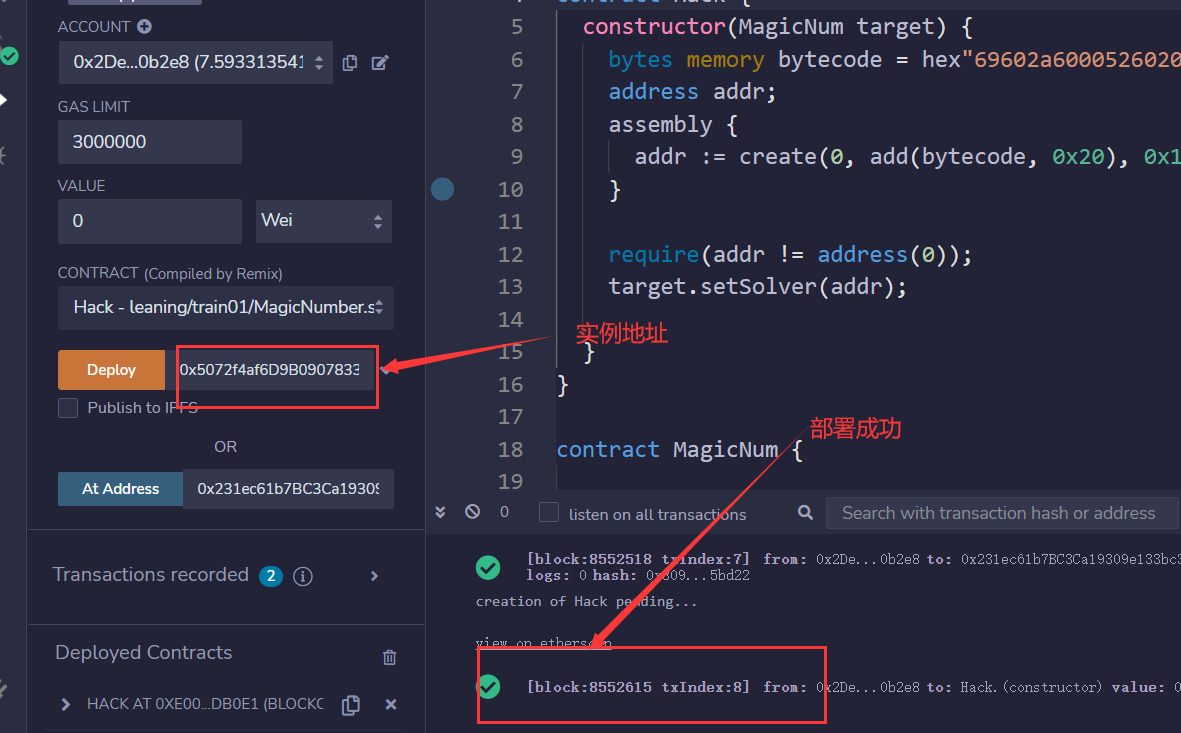 ACCOUNT
0x2De...0b2e8 (7.593313541
GAS LIMIT
3000000
VALUE
0
Wei
CONTRACT (Compiled by Remix)
Hack - leaning/train01/MagicNumber.s
Deploy
0x5072f4af6D9B0907833
Publish to IPFS
OR
At Address
0x231ec61b7BC3Ca19309
Transactions recorded 2
Deployed Contracts
HACK AT 0XE00...DB0E1 (BLOCKC
5 constructor(MagicNum target) {
6 bytes memory bytecode = hex"69602a6000526020
7 address addr;
8 assembly {
9 addr := create(0, add(bytecode, 0x20), 0x1
10 }
11
12 require(addr != address(0));
13 target.setSolver(addr);
14
实例地址
15 }
16 }
17
部署成功
18 contract MagicNum {
19
0
listen on all transactions
Search with transaction hash or address
[block:8552518 txIndex:7] from: 0x2De...0b2e8 to: 0x231ec61b7BC3Ca19309e133bc3
logs: 0 hash: 0x809...5bd22
creation of Hack pending...
view on etherscan
[block:8552615 txIndex:8] from: 0x2De...0b2e8 to: Hack.(constructor) value: 0